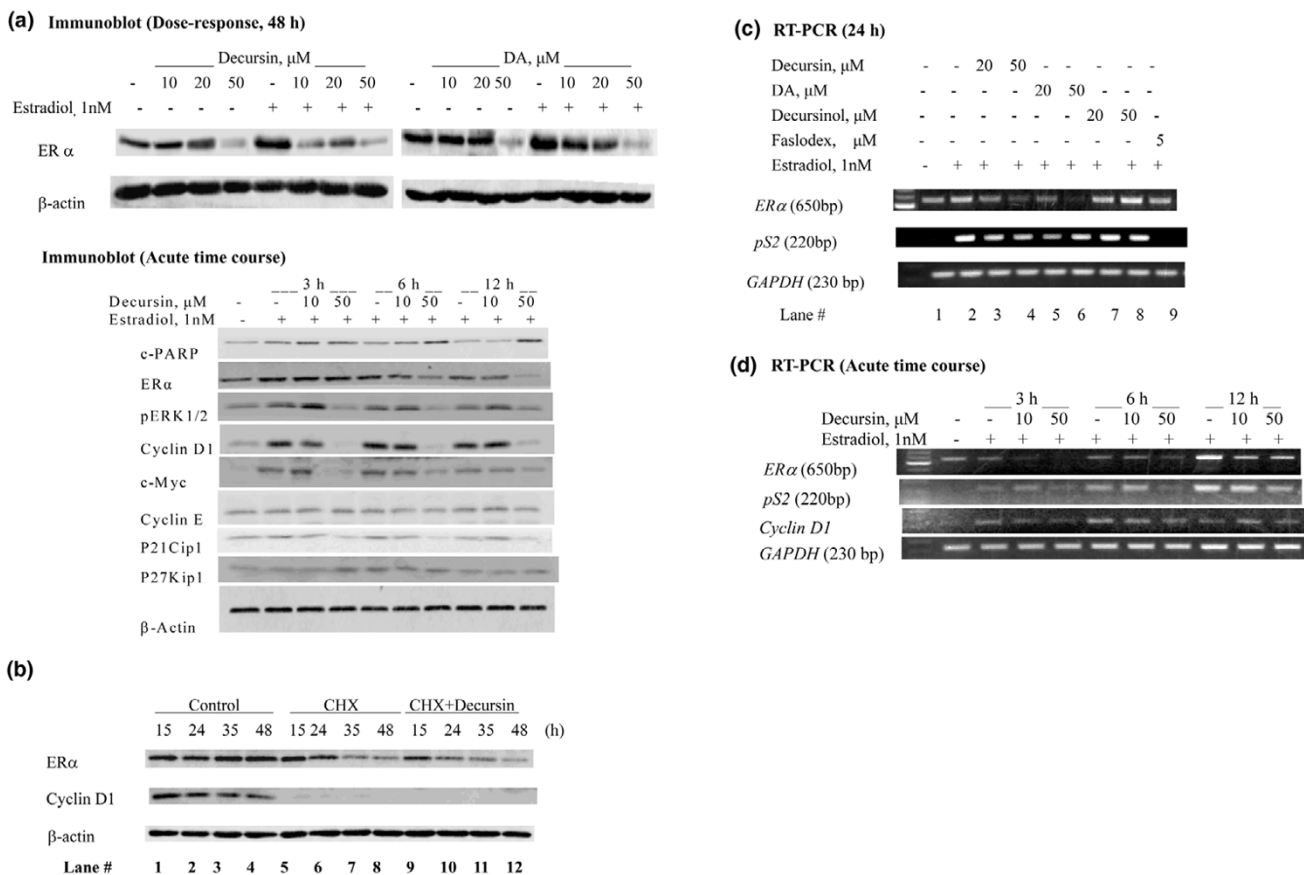 (a) Immunoblot (Dose-response, 48 h)
Decursin, μM DA, μM
- 10 20 50 - 10 20 50 - 10 20 50 - 10 20 50
Estradiol, 1nM - - - - + + + + - - - - + + + +
ER α
β-actin
Immunoblot (Acute time course)
3 h 6 h 12 h
Decursin, μM - - 10 50 - 10 50 - 10 50
Estradiol, 1nM - + + + + + + + + +
c-PARP
ERα
pERK1/2
Cyclin D1
c-Myc
Cyclin E
P21Cip1
P27Kip1
β-Actin
(b)
Control CHX CHX+Decursin
15 24 35 48 15 24 35 48 15 24 35 48 (h)
ERα
Cyclin D1
β-actin
Lane # 1 2 3 4 5 6 7 8 9 10 11 12
(c) RT-PCR (24 h)
Decursin, μM - - 20 50 - - - - -
DA, μM - - - - 20 50 - - -
Decursinol, μM - - - - - - 20 50 -
Faslodex, μM - - - - - - - - 5
Estradiol, 1nM - + + + + + + + +
ERα (650bp)
pS2 (220bp)
GAPDH (230 bp)
Lane # 1 2 3 4 5 6 7 8 9
(d) RT-PCR (Acute time course)
3 h 6 h 12 h
Decursin, μM - - 10 50 - 10 50 - 10 50
Estradiol, 1nM - + + + + + + + + +
ERα (650bp)
pS2 (220bp)
Cyclin D1
GAPDH (230 bp)